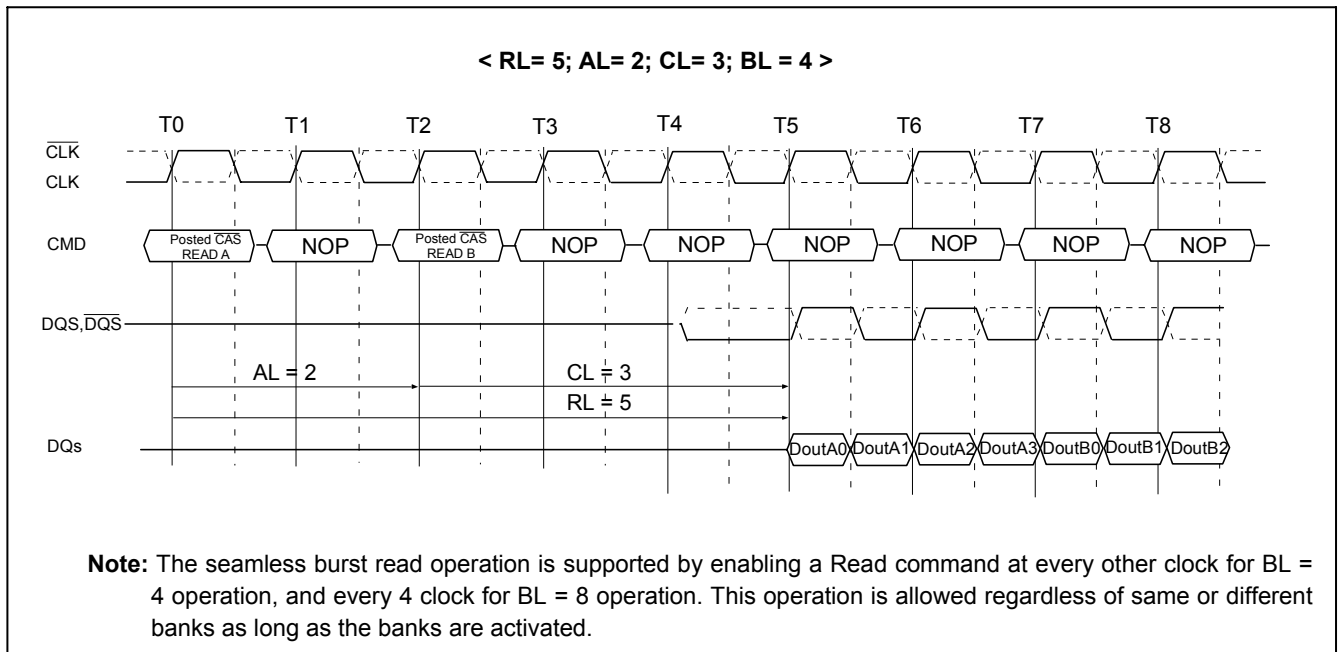 < RL= 5; AL= 2; CL= 3; BL = 4 >
T0 T1 T2 T3 T4 T5 T6 T7 T8
CLK
CLK
CMD Posted CAS READ A NOP Posted CAS READ B NOP NOP NOP NOP NOP NOP
DQS,DQS
AL = 2 CL = 3
RL = 5
DQs DoutA0 DoutA1 DoutA2 DoutA3 DoutB0 DoutB1 DoutB2
Note: The seamless burst read operation is supported by enabling a Read command at every other clock for BL =
4 operation, and every 4 clock for BL = 8 operation. This operation is allowed regardless of same or different
banks as long as the banks are activated.